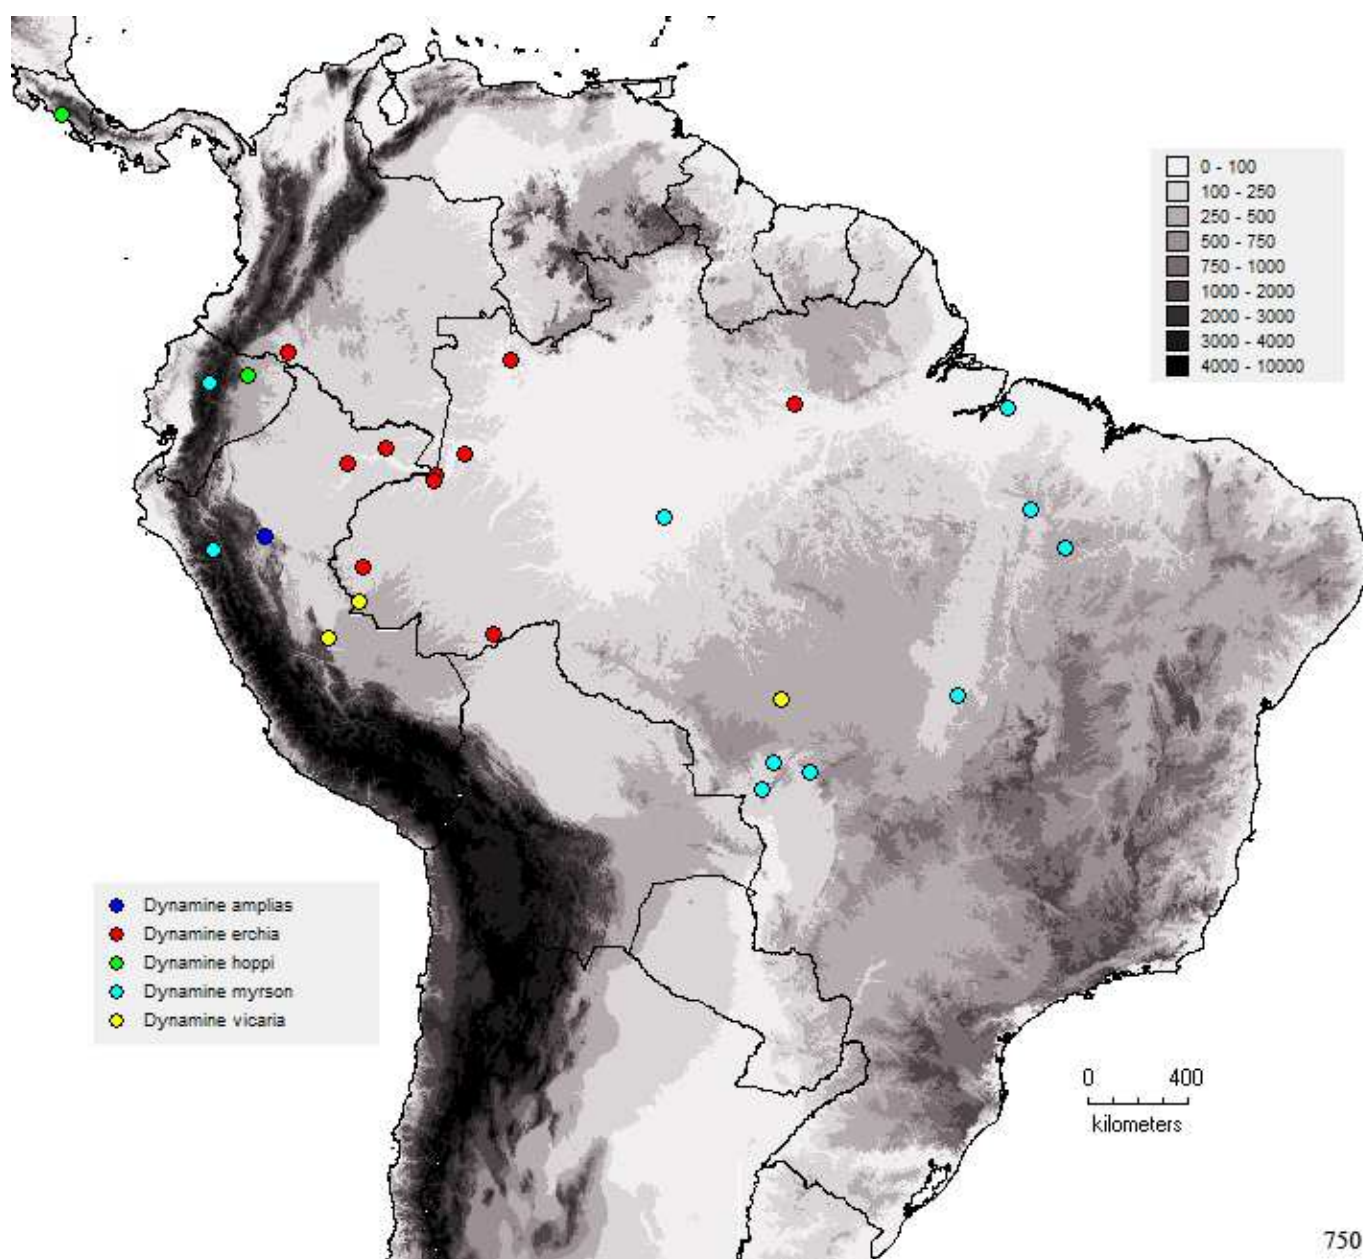 0 - 100
100 - 250
250 - 500
500 - 750
750 - 1000
1000 - 2000
2000 - 3000
3000 - 4000
4000 - 10000
Dynamine amplias
Dynamine erchia
Dynamine hoppi
Dynamine myrson
Dynamine vicaria
0 400
kilometers
750